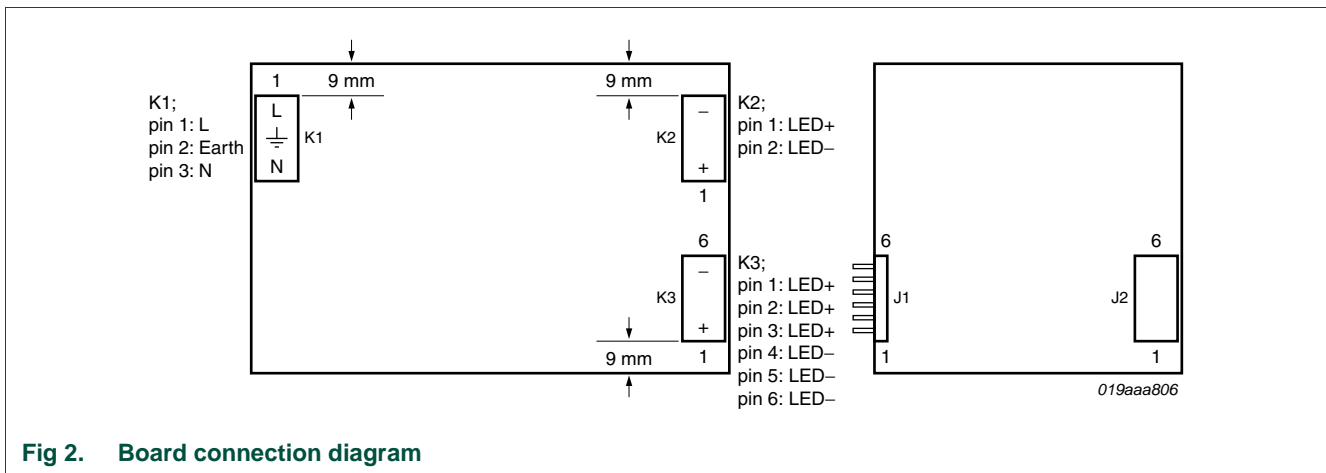 1
9 mm
9 mm
K1;
pin 1: L
pin 2: Earth
pin 3: N
L
N
K1
K2
−
+
1
K2;
pin 1: LED+
pin 2: LED−
6
K3
−
+
1
9 mm
K3;
pin 1: LED+
pin 2: LED+
pin 3: LED+
pin 4: LED−
pin 5: LED−
pin 6: LED−
6
J1
1
6
J2
1
019aaa806
Fig 2. Board connection diagram